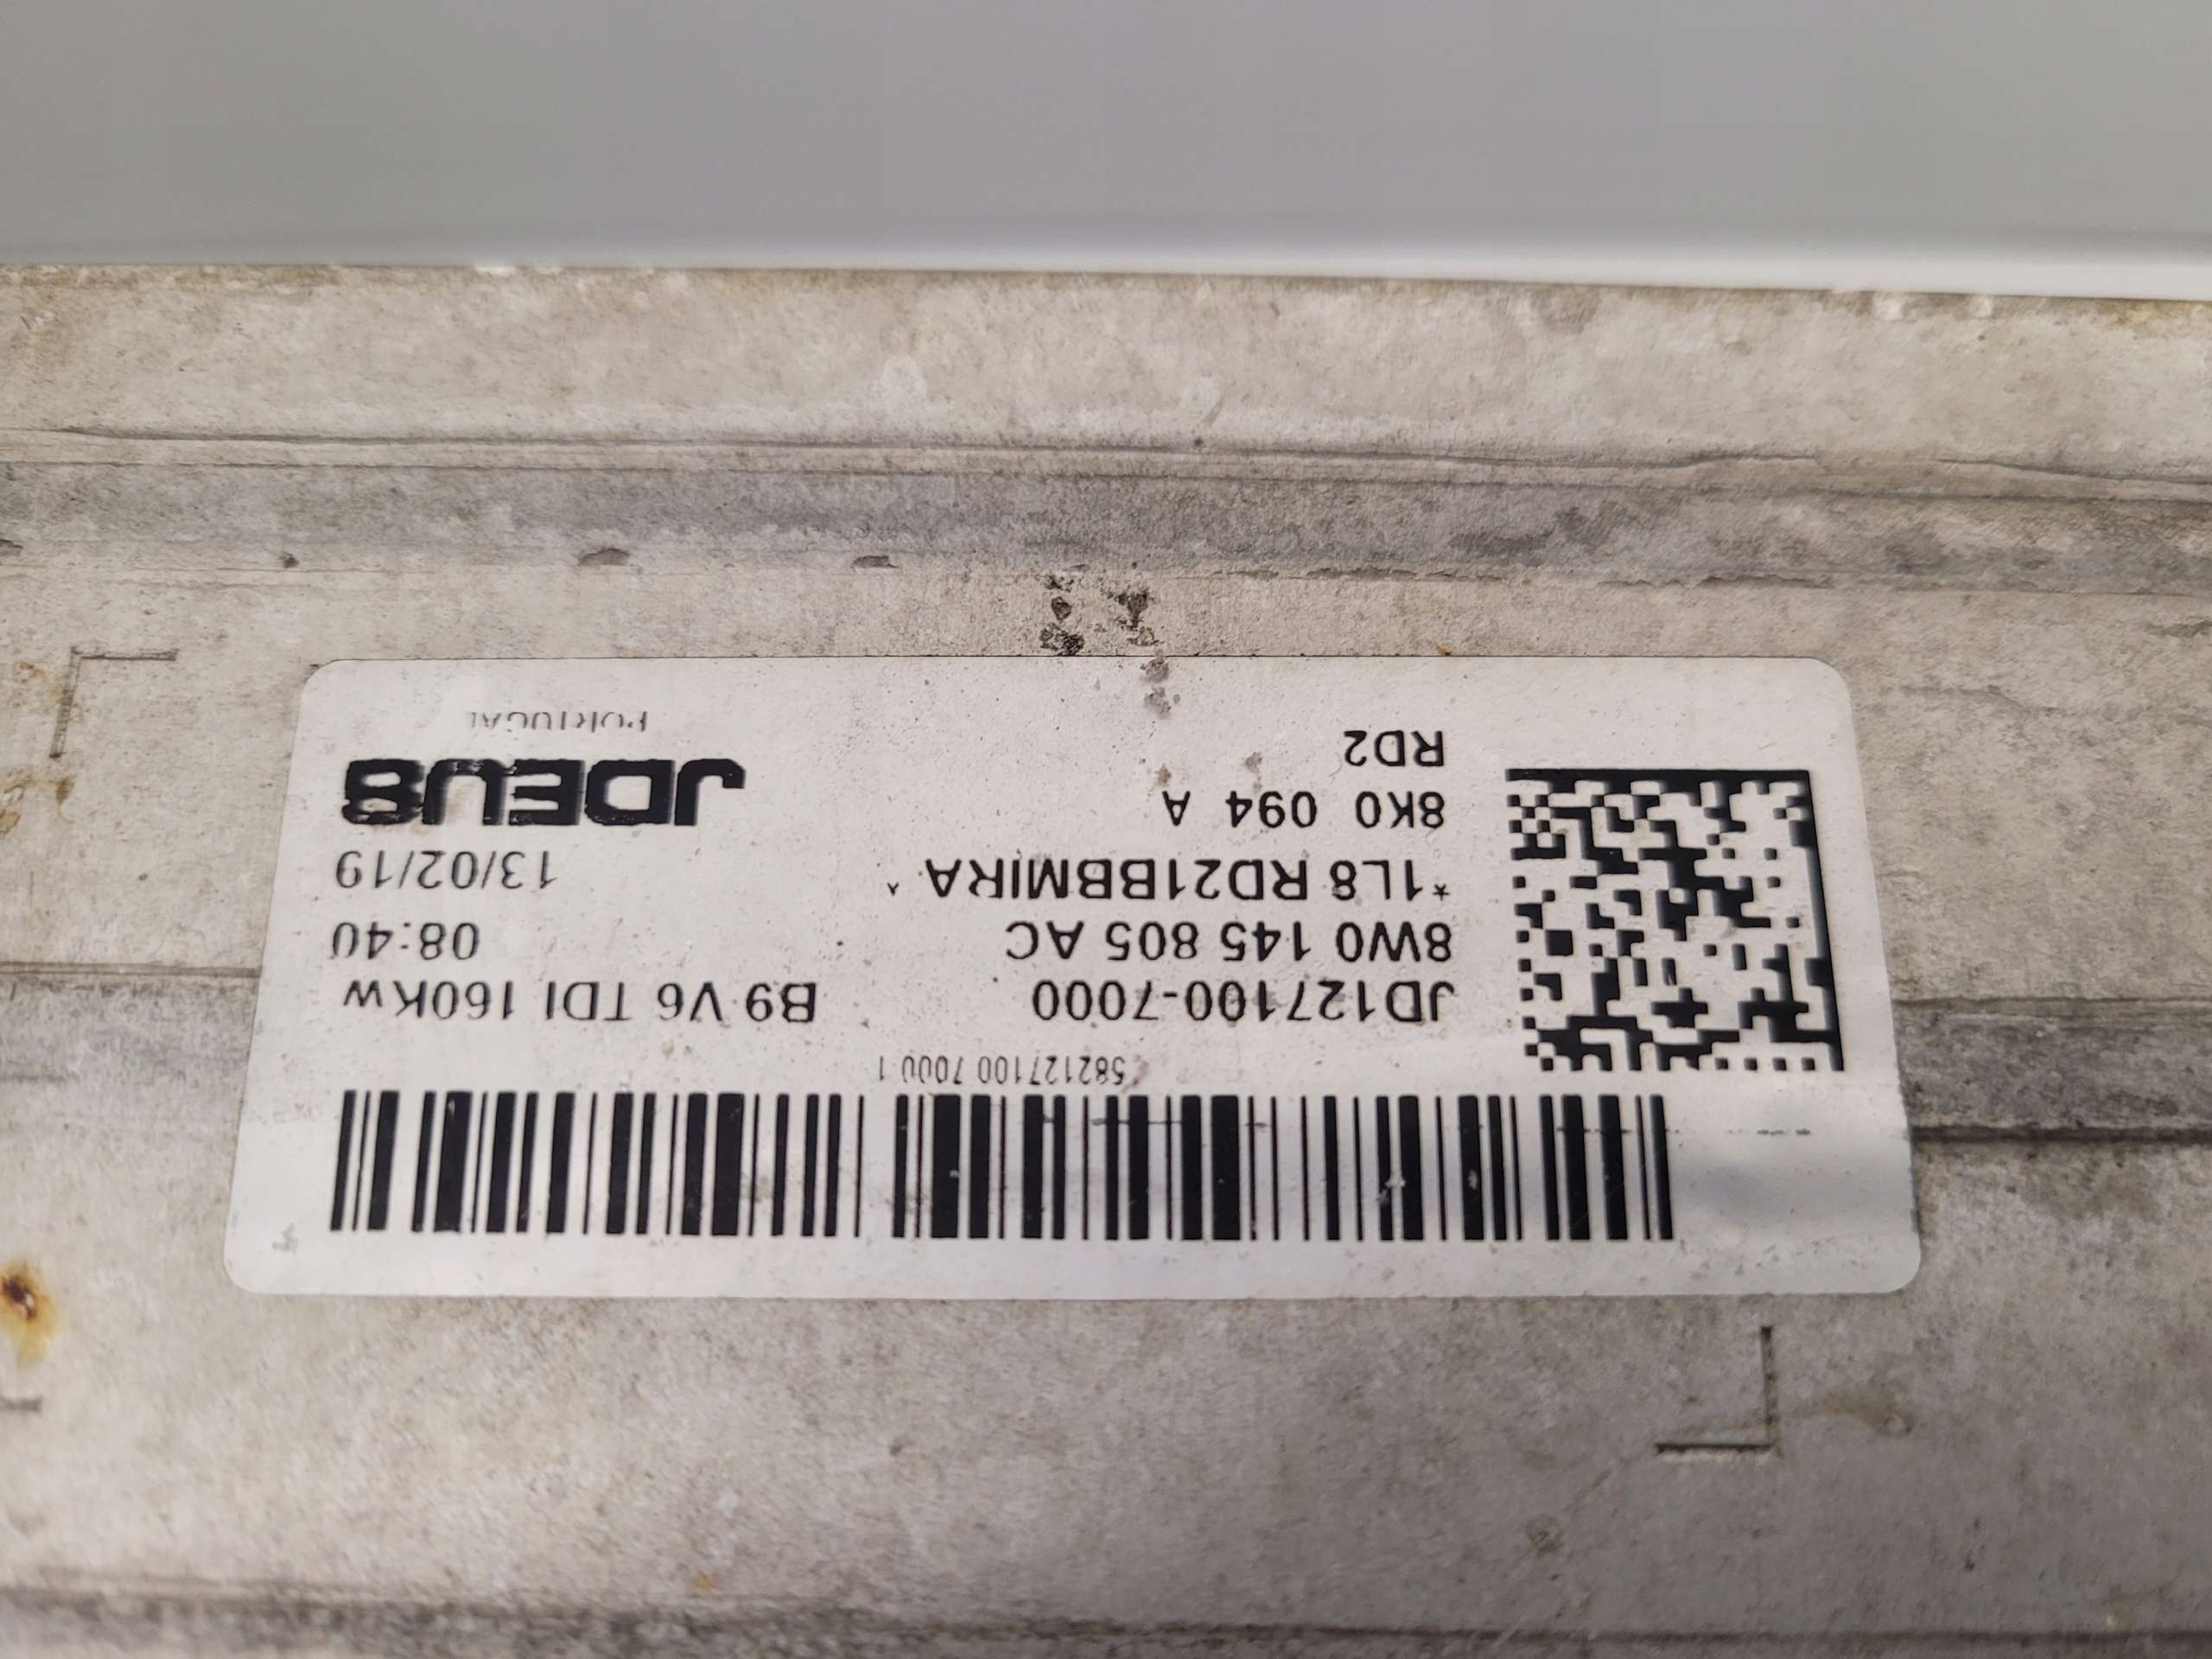 582127100 7000 1
JD127100-7000 B9 V6 TDI 160Kw
8W0 145 805 AC 08:40
*1L8 RD21BBMIRA 13/02/19
8K0 094 A JDEUS
RD2 PORTUGAL